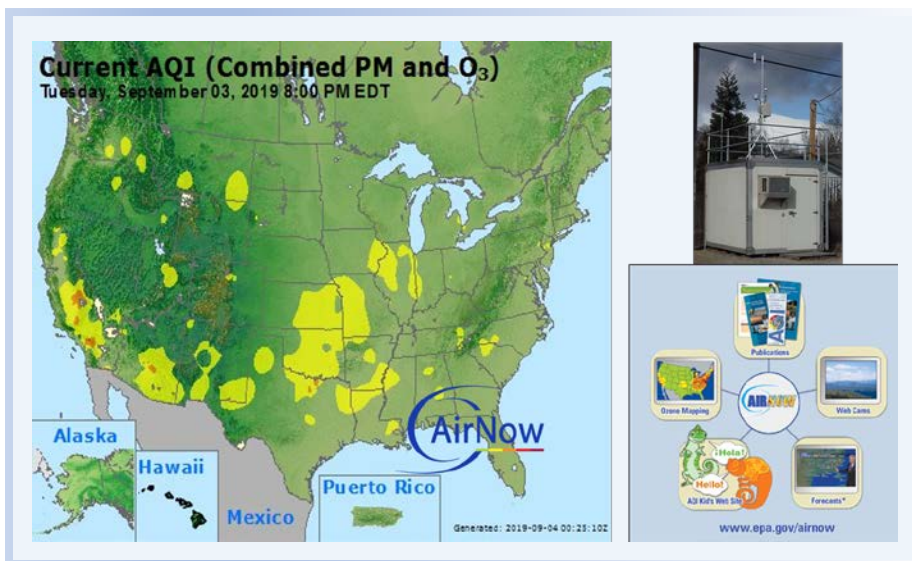 Current AQI (Combined PM and O₃)
Tuesday, September 03, 2019 8:00 PM EDT
Alaska
Hawaii
Mexico
Puerto Rico
AirNow
Generated: 2019-09-04 00:25:10Z
Publications
Ozone Mapping
AIRNOW
Web Cams
¡Hola!
Hello!
AQI Kid's Web Site
Forecasts*
www.epa.gov/airnow